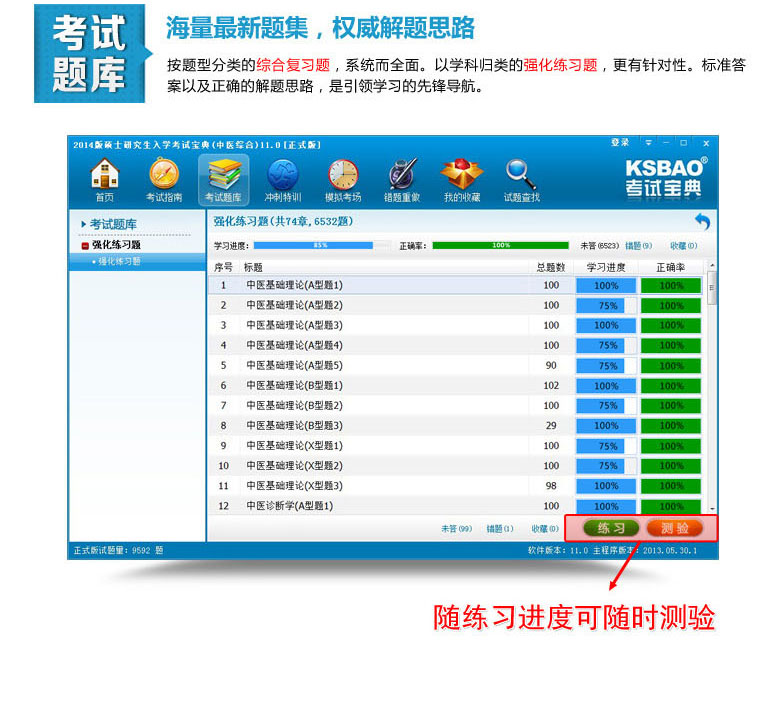 考试
题库
海量最新题集，权威解题思路
按题型分类的综合复习题，系统而全面。以学科归类的强化练习题，更有针对性。标准答
案以及正确的解题思路，是引领学习的先锋导航。
2014版硕士研究生入学考试宝典(中医综合)11.0[正式版]
登录
首页 考试指南 考试题库 冲刺特训 模拟考场 错题重做 我的收藏 试题查找
KSBAO®
考试宝典
考试题库
强化练习题
强化练习题
强化练习题(共74章,6532题)
学习进度： 85% 正确率： 100% 未答(6523) 错题(9) 收藏(0)
序号 标题 总题数 学习进度 正确率
1 中医基础理论(A型题1) 100 100% 100%
2 中医基础理论(A型题2) 100 75% 100%
3 中医基础理论(A型题3) 100 100% 100%
4 中医基础理论(A型题4) 100 75% 100%
5 中医基础理论(A型题5) 90 75% 100%
6 中医基础理论(B型题1) 102 100% 100%
7 中医基础理论(B型题2) 100 75% 100%
8 中医基础理论(B型题3) 29 100% 100%
9 中医基础理论(X型题1) 100 75% 100%
10 中医基础理论(X型题2) 100 75% 100%
11 中医基础理论(X型题3) 98 100% 100%
12 中医诊断学(A型题1) 100 100% 100%
未答(99) 错题(1) 收藏(0) 练习 测验
正式版试题量：9592 题 软件版本：11.0 主程序版本：2013.05.30.1
随练习进度可随时测验